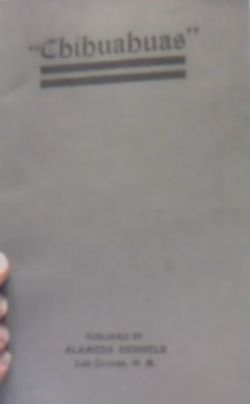 "Chihuahuas"
PUBLISHED BY
ALAMEDA KENNELS
Las Cruces, N. M.